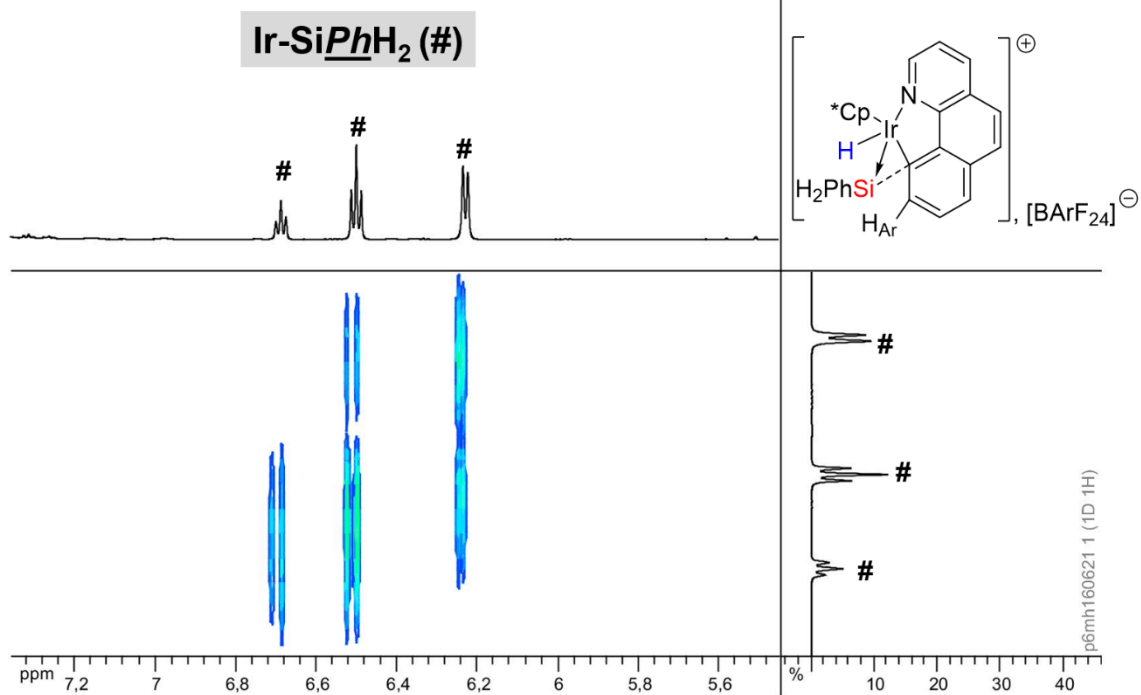 Ir-SiPhH₂ (#)
#
#
#
N
*Cp
Ir
H
H₂PhSi
H_Ar
⊕
, [BArF₂₄]⊖
#
#
#
p6mh160621 1 (1D 1H)
ppm 7,2 7 6,8 6,6 6,4 6,2 6 5,8 5,6
% 10 20 30 40